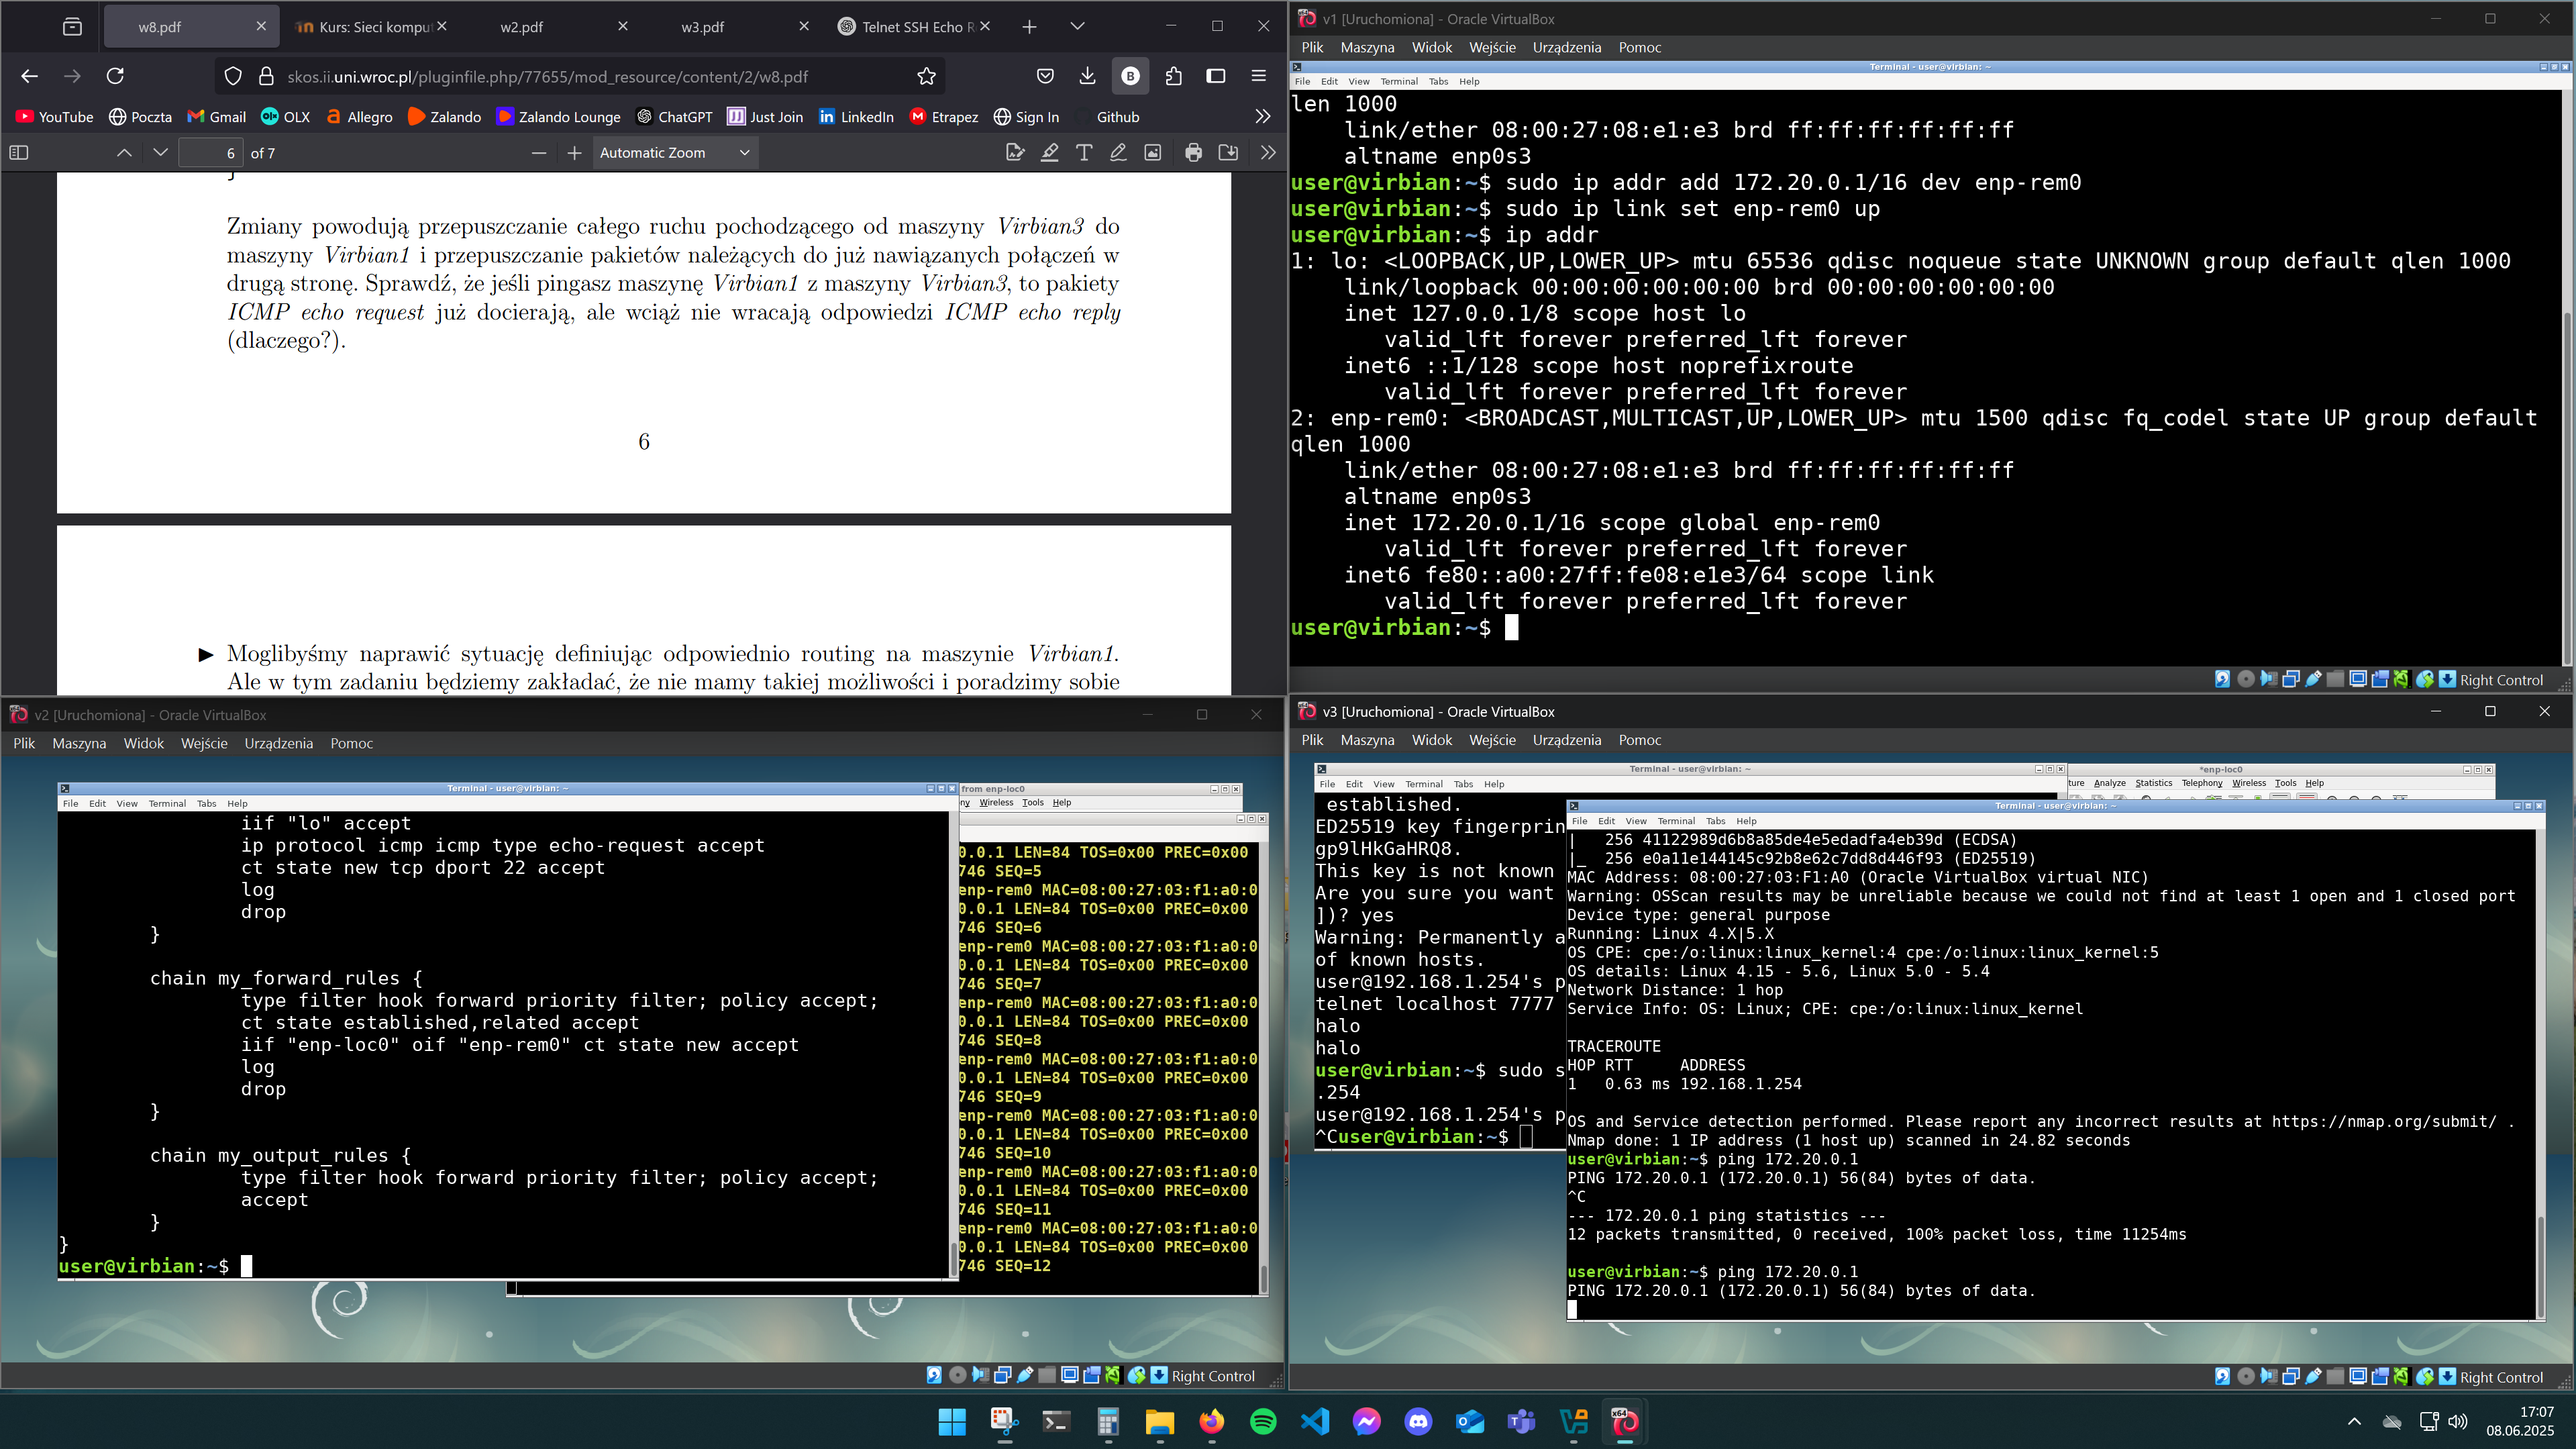 w8.pdf
Kurs: Sieci komput
w2.pdf
w3.pdf
Telnet SSH Echo R
skos.ii.uni.wroc.pl/pluginfile.php/77655/mod_resource/content/2/w8.pdf
YouTube
Poczta
Gmail
OLX
Allegro
Zalando
Zalando Lounge
ChatGPT
Just Join
LinkedIn
Etrapez
Sign In
Github
6 of 7
Automatic Zoom
}
Zmiany powodują przepuszczanie całego ruchu pochodzącego od maszyny Virbian3 do
maszyny Virbian1 i przepuszczanie pakietów należących do już nawiązanych połączeń w
drugą stronę. Sprawdź, że jeśli pingasz maszynę Virbian1 z maszyny Virbian3, to pakiety
ICMP echo request już docierają, ale wciąż nie wracają odpowiedzi ICMP echo reply
(dlaczego?).
6
► Moglibyśmy naprawić sytuację definiując odpowiednio routing na maszynie Virbian1.
Ale w tym zadaniu będziemy zakładać, że nie mamy takiej możliwości i poradzimy sobie
v1 [Uruchomiona] - Oracle VirtualBox
Plik Maszyna Widok Wejście Urządzenia Pomoc
Terminal - user@virbian: ~
File Edit View Terminal Tabs Help
len 1000
link/ether 08:00:27:08:e1:e3 brd ff:ff:ff:ff:ff:ff
altname enp0s3
user@virbian:~$ sudo ip addr add 172.20.0.1/16 dev enp-rem0
user@virbian:~$ sudo ip link set enp-rem0 up
user@virbian:~$ ip addr
1: lo: <LOOPBACK,UP,LOWER_UP> mtu 65536 qdisc noqueue state UNKNOWN group default qlen 1000
link/loopback 00:00:00:00:00:00 brd 00:00:00:00:00:00
inet 127.0.0.1/8 scope host lo
valid_lft forever preferred_lft forever
inet6 ::1/128 scope host noprefixroute
valid_lft forever preferred_lft forever
2: enp-rem0: <BROADCAST,MULTICAST,UP,LOWER_UP> mtu 1500 qdisc fq_codel state UP group default
qlen 1000
link/ether 08:00:27:08:e1:e3 brd ff:ff:ff:ff:ff:ff
altname enp0s3
inet 172.20.0.1/16 scope global enp-rem0
valid_lft forever preferred_lft forever
inet6 fe80::a00:27ff:fe08:e1e3/64 scope link
valid_lft forever preferred_lft forever
user@virbian:~$
Right Control
v2 [Uruchomiona] - Oracle VirtualBox
Plik Maszyna Widok Wejście Urządzenia Pomoc
Terminal - user@virbian: ~
File Edit View Terminal Tabs Help
iif "lo" accept
ip protocol icmp icmp type echo-request accept
ct state new tcp dport 22 accept
log
drop
}
chain my_forward_rules {
type filter hook forward priority filter; policy accept;
ct state established,related accept
iif "enp-loc0" oif "enp-rem0" ct state new accept
log
drop
}
chain my_output_rules {
type filter hook forward priority filter; policy accept;
accept
}
}
user@virbian:~$
from enp-loc0
ny Wireless Tools Help
0.0.1 LEN=84 TOS=0x00 PREC=0x00
746 SEQ=5
enp-rem0 MAC=08:00:27:03:f1:a0:0
0.0.1 LEN=84 TOS=0x00 PREC=0x00
746 SEQ=6
enp-rem0 MAC=08:00:27:03:f1:a0:0
0.0.1 LEN=84 TOS=0x00 PREC=0x00
746 SEQ=7
enp-rem0 MAC=08:00:27:03:f1:a0:0
0.0.1 LEN=84 TOS=0x00 PREC=0x00
746 SEQ=8
enp-rem0 MAC=08:00:27:03:f1:a0:0
0.0.1 LEN=84 TOS=0x00 PREC=0x00
746 SEQ=9
enp-rem0 MAC=08:00:27:03:f1:a0:0
0.0.1 LEN=84 TOS=0x00 PREC=0x00
746 SEQ=10
enp-rem0 MAC=08:00:27:03:f1:a0:0
0.0.1 LEN=84 TOS=0x00 PREC=0x00
746 SEQ=11
enp-rem0 MAC=08:00:27:03:f1:a0:0
0.0.1 LEN=84 TOS=0x00 PREC=0x00
746 SEQ=12
Right Control
v3 [Uruchomiona] - Oracle VirtualBox
Plik Maszyna Widok Wejście Urządzenia Pomoc
Terminal - user@virbian: ~
File Edit View Terminal Tabs Help
established.
ED25519 key fingerprin
gp9lHkGaHRQ8.
This key is not known
Are you sure you want
])? yes
Warning: Permanently a
of known hosts.
user@192.168.1.254's p
telnet localhost 7777
halo
halo
user@virbian:~$ sudo s
.254
user@192.168.1.254's p
^Cuser@virbian:~$
*enp-loc0
ture Analyze Statistics Telephony Wireless Tools Help
Terminal - user@virbian: ~
File Edit View Terminal Tabs Help
|   256 41122989d6b8a85de4e5edadfa4eb39d (ECDSA)
|_  256 e0a11e144145c92b8e62c7dd8d446f93 (ED25519)
MAC Address: 08:00:27:03:F1:A0 (Oracle VirtualBox virtual NIC)
Warning: OSScan results may be unreliable because we could not find at least 1 open and 1 closed port
Device type: general purpose
Running: Linux 4.X|5.X
OS CPE: cpe:/o:linux:linux_kernel:4 cpe:/o:linux:linux_kernel:5
OS details: Linux 4.15 - 5.6, Linux 5.0 - 5.4
Network Distance: 1 hop
Service Info: OS: Linux; CPE: cpe:/o:linux:linux_kernel
TRACEROUTE
HOP RTT     ADDRESS
1   0.63 ms 192.168.1.254
OS and Service detection performed. Please report any incorrect results at https://nmap.org/submit/ .
Nmap done: 1 IP address (1 host up) scanned in 24.82 seconds
user@virbian:~$ ping 172.20.0.1
PING 172.20.0.1 (172.20.0.1) 56(84) bytes of data.
^C
--- 172.20.0.1 ping statistics ---
12 packets transmitted, 0 received, 100% packet loss, time 11254ms
user@virbian:~$ ping 172.20.0.1
PING 172.20.0.1 (172.20.0.1) 56(84) bytes of data.
Right Control
17:07
08.06.2025